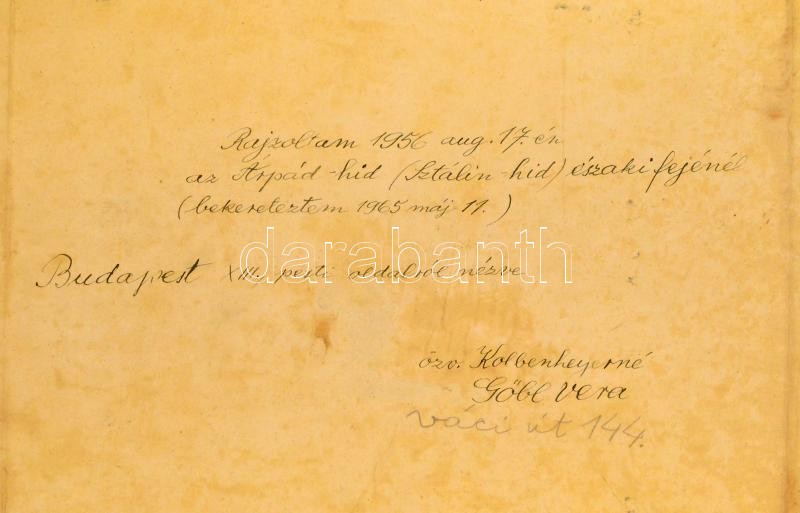 Rajzoltam 1956 aug. 17.-én
az Árpád-hid (Sztálin-hid) északi fejénél
(bekereteztem 1965 máj 11.)
darabanth
Budapest XIII. pesti oldalról nézve
özv. Kolbenheyerné
Göbl Vera
Váci út 144.